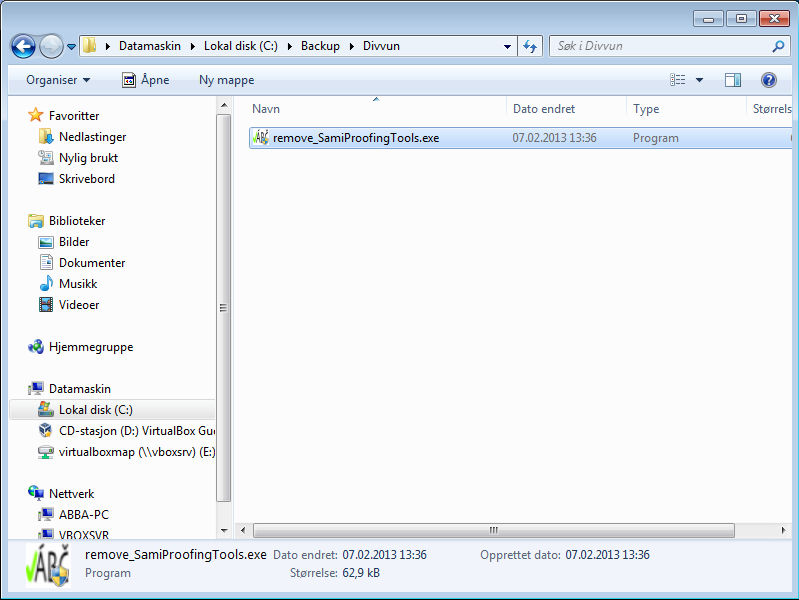 Datamaskin Lokal disk (C:) Backup Divvun Søk i Divvun
Organiser Åpne Ny mappe
Navn Dato endret Type Størrels
remove_SamiProofingTools.exe 07.02.2013 13:36 Program
Favoritter
Nedlastinger
Nylig brukt
Skrivebord
Biblioteker
Bilder
Dokumenter
Musikk
Videoer
Hjemmegruppe
Datamaskin
Lokal disk (C:)
CD-stasjon (D:) VirtualBox Gue
virtualboxmap (\\vboxsrv) (E:)
Nettverk
ABBA-PC
VBOXSVR
ÁBČ
remove_SamiProofingTools.exe Dato endret: 07.02.2013 13:36 Opprettet dato: 07.02.2013 13:36
Program Størrelse: 62,9 kB